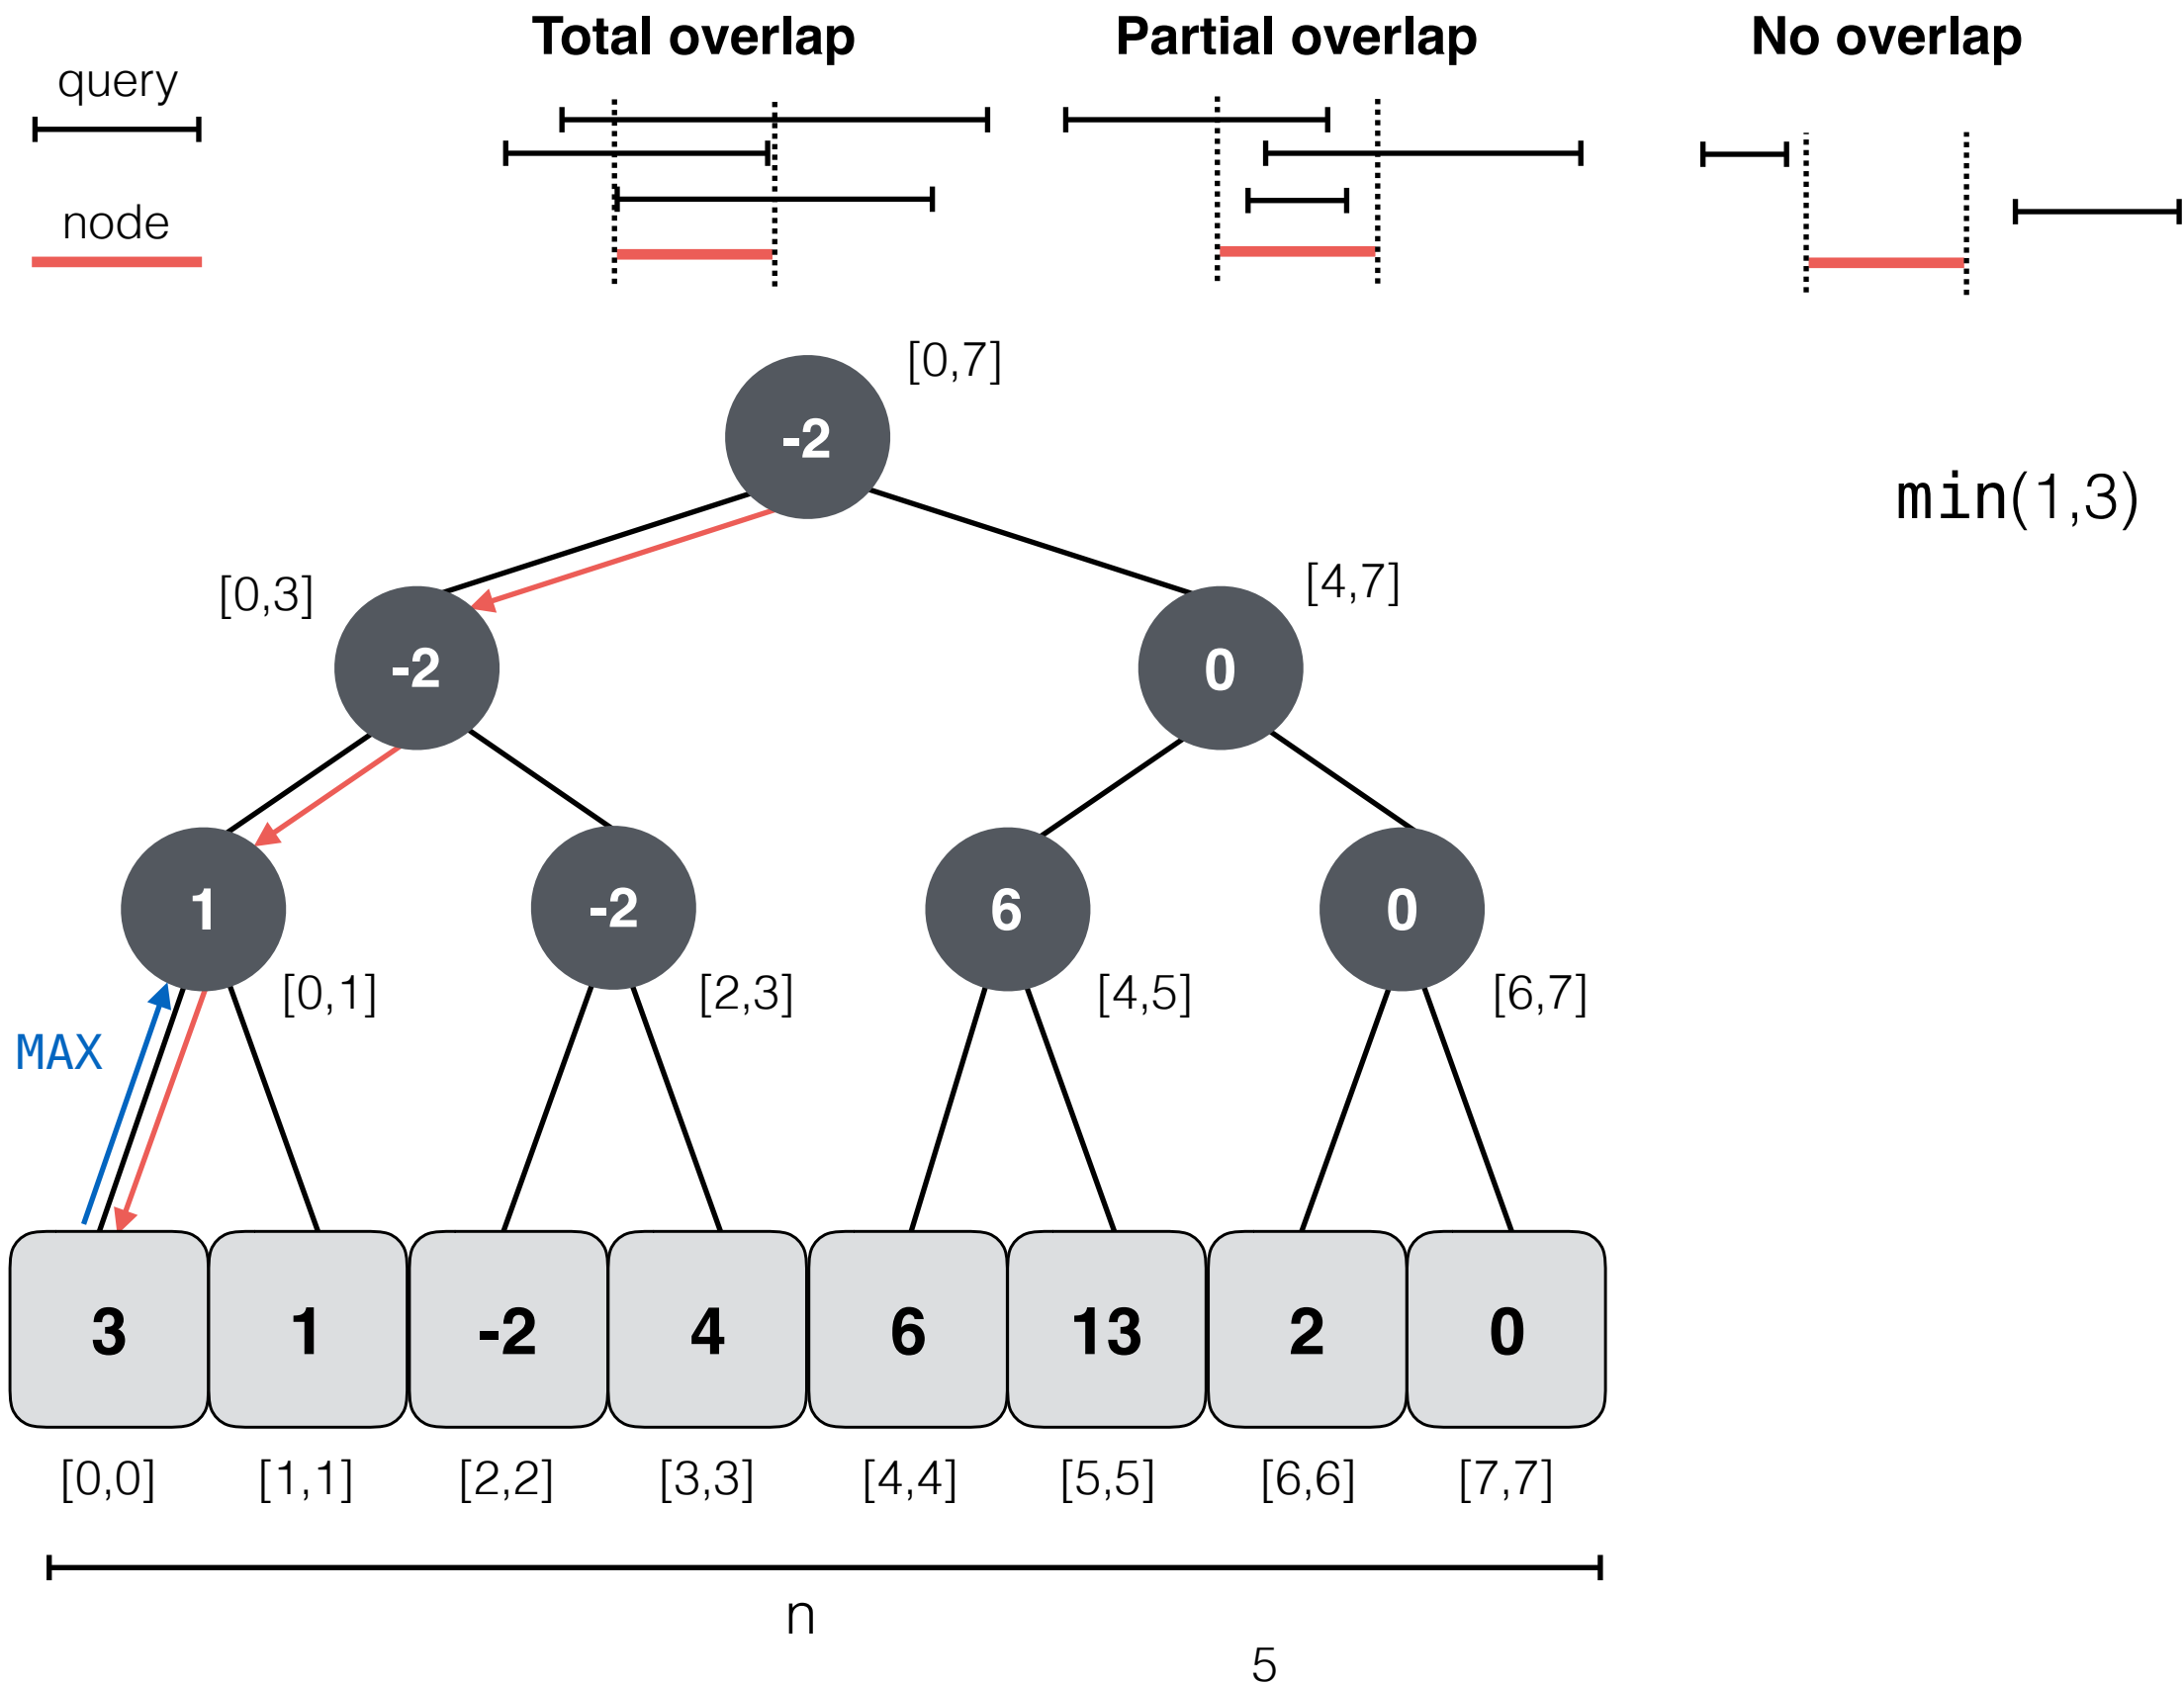 Total overlap
Partial overlap
No overlap
query
node
[0,7]
-2
min(1,3)
[0,3]
[4,7]
-2
0
1
-2
6
0
[0,1]
[2,3]
[4,5]
[6,7]
MAX
3 1 -2 4 6 13 2 0
[0,0] [1,1] [2,2] [3,3] [4,4] [5,5] [6,6] [7,7]
n
5